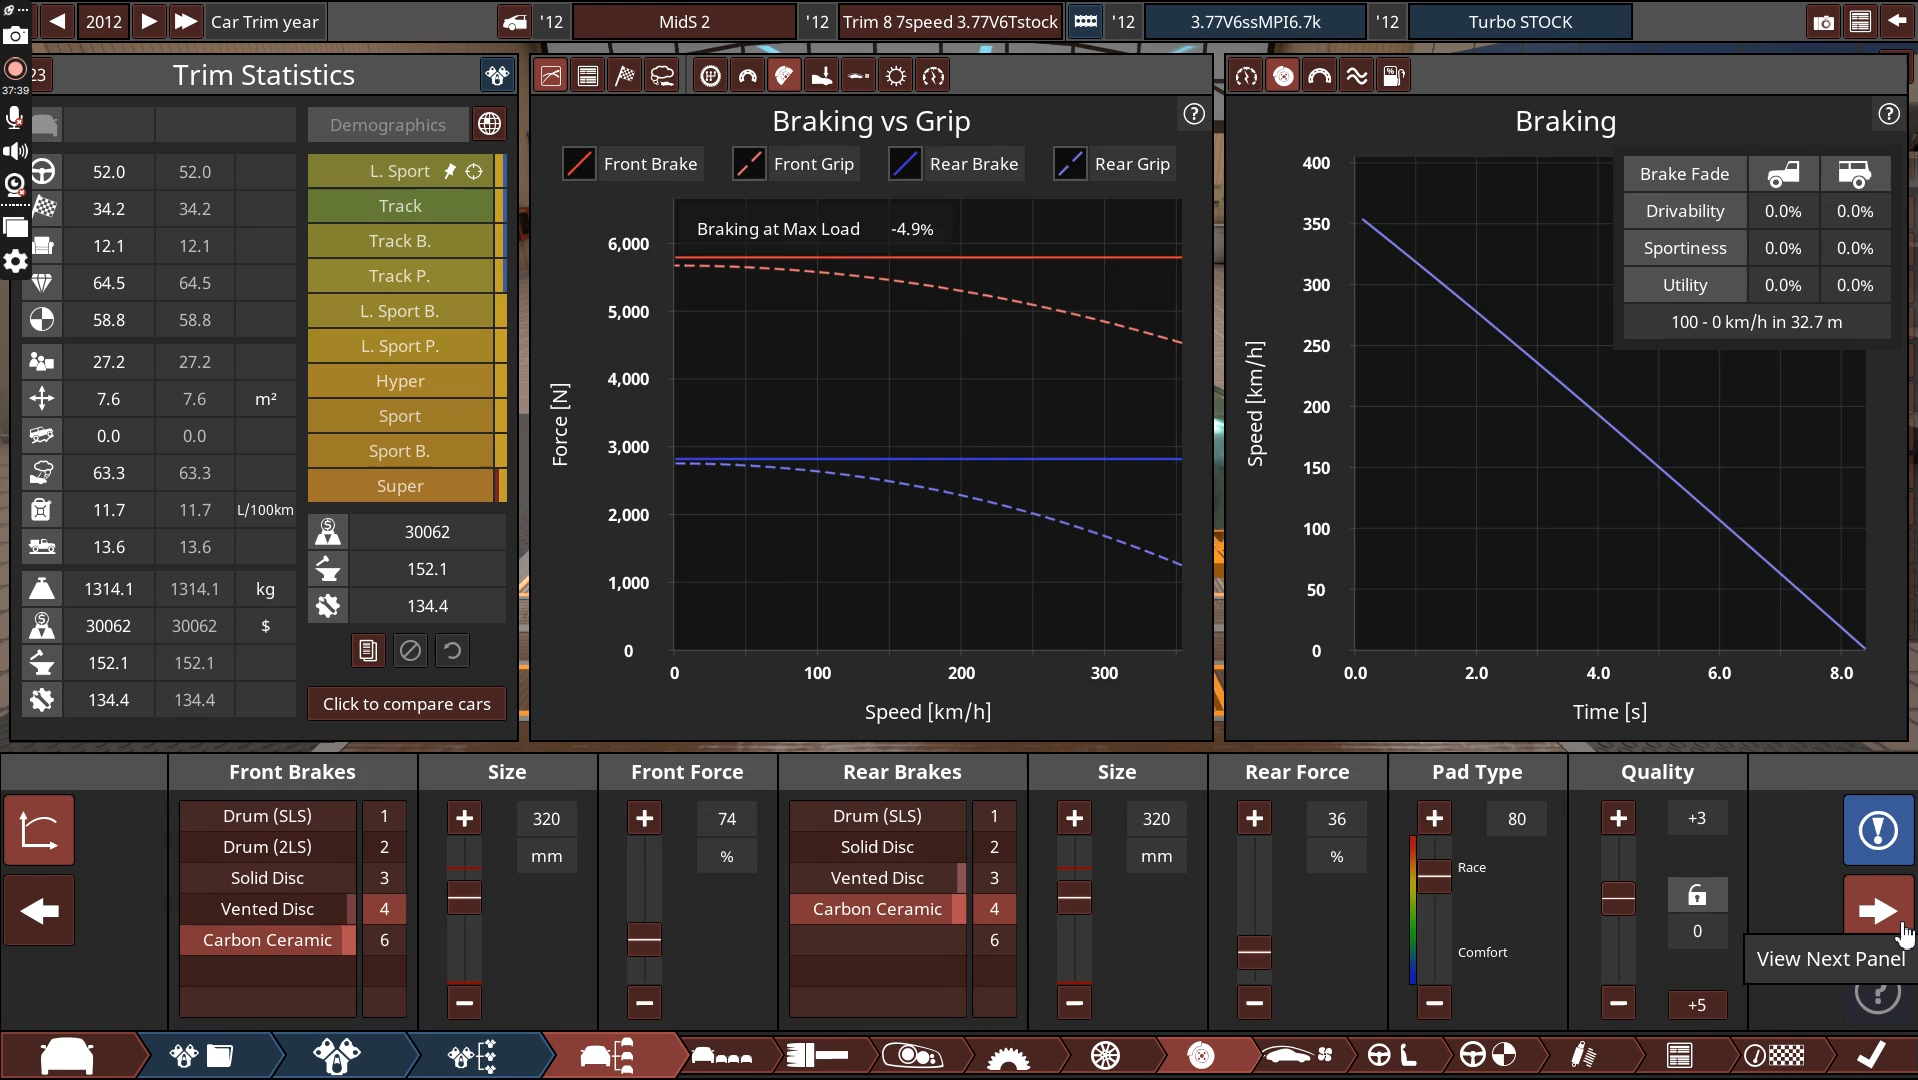 2012
Car Trim year
'12
MidS 2
'12
Trim 8 7speed 3.77V6Tstock
'12
3.77V6ssMPI6.7k
'12
Turbo STOCK
37:39
23
Trim Statistics
Demographics
52.0 52.0
34.2 34.2
12.1 12.1
64.5 64.5
58.8 58.8
27.2 27.2
7.6 7.6 m²
0.0 0.0
63.3 63.3
11.7 11.7 L/100km
13.6 13.6
1314.1 1314.1 kg
30062 30062 $
152.1 152.1
134.4 134.4
L. Sport
Track
Track B.
Track P.
L. Sport B.
L. Sport P.
Hyper
Sport
Sport B.
Super
30062
152.1
134.4
Click to compare cars
Braking vs Grip
?
Front Brake
Front Grip
Rear Brake
Rear Grip
Braking at Max Load -4.9%
Force [N]
6,000
5,000
4,000
3,000
2,000
1,000
0
0 100 200 300
Speed [km/h]
Braking
?
Speed [km/h]
400
350
300
250
200
150
100
50
0
0.0 2.0 4.0 6.0 8.0
Time [s]
Brake Fade
Drivability 0.0% 0.0%
Sportiness 0.0% 0.0%
Utility 0.0% 0.0%
100 - 0 km/h in 32.7 m
Front Brakes
Drum (SLS) 1
Drum (2LS) 2
Solid Disc 3
Vented Disc 4
Carbon Ceramic 6
Size
320
mm
Front Force
74
%
Rear Brakes
Drum (SLS) 1
Solid Disc 2
Vented Disc 3
Carbon Ceramic 4
6
Size
320
mm
Rear Force
36
%
Pad Type
80
Race
Comfort
Quality
+3
0
+5
View Next Panel
?